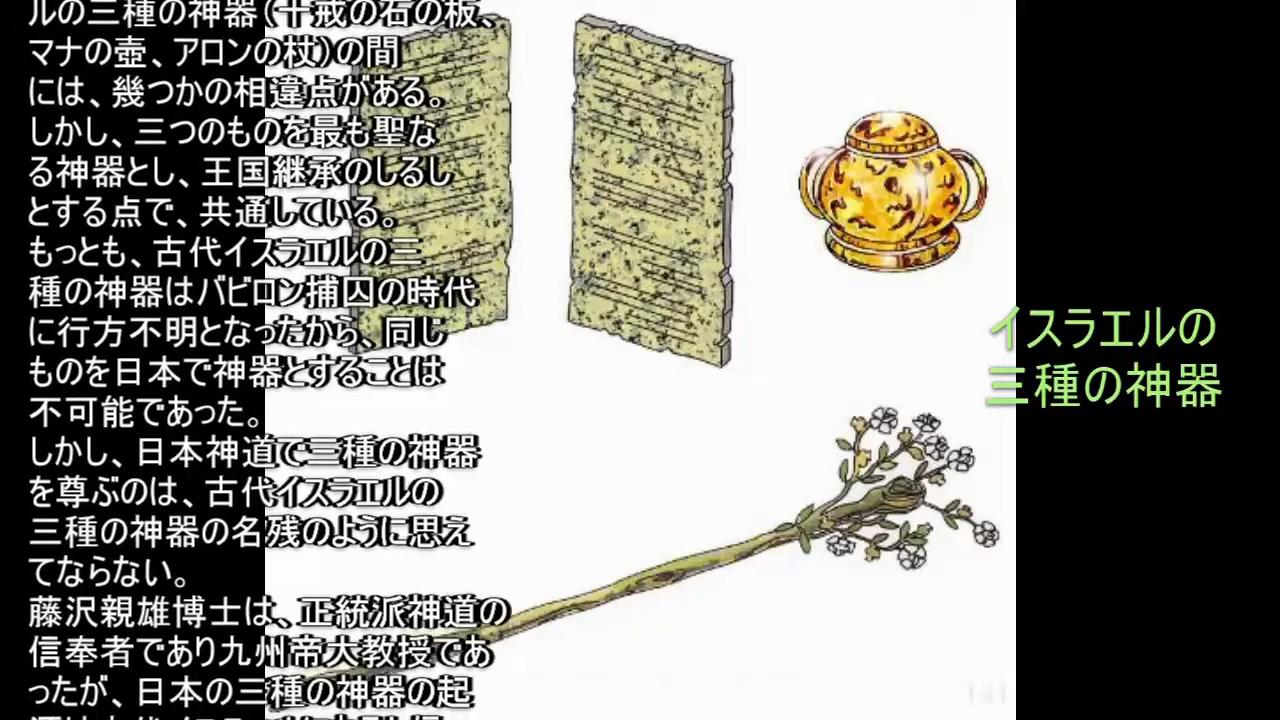 ルの三種の神器（十戒の石の板、
マナの壺、アロンの杖）の間
には、幾つかの相違点がある。
しかし、三つのものを最も聖な
る神器とし、王国継承のしるし
とする点で、共通している。
もっとも、古代イスラエルの三
種の神器はバビロン捕囚の時代
に行方不明となったから、同じ
ものを日本で神器とすることは
不可能であった。
しかし、日本神道で三種の神器
を尊ぶのは、古代イスラエルの
三種の神器の名残のように思え
てならない。
藤沢親雄博士は、正統派神道の
信奉者であり九州帝大教授であ
ったが、日本の三種の神器の起
イスラエルの
三種の神器